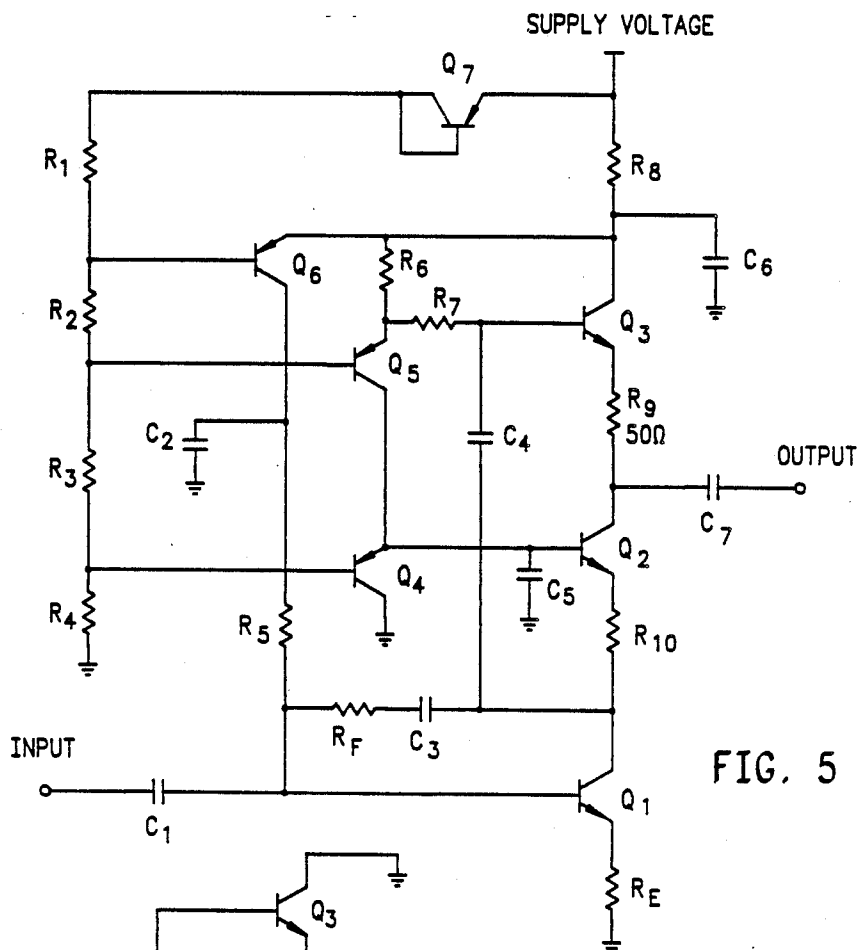 SUPPLY VOLTAGE
Q7
R1
R8
Q6
R6
C6
R2
R7
Q3
Q5
R9
50Ω
C2
C4
OUTPUT
R3
C7
Q2
Q4
C5
R4
R5
R10
RF
C3
INPUT
FIG. 5
Q1
C1
RE
Q3